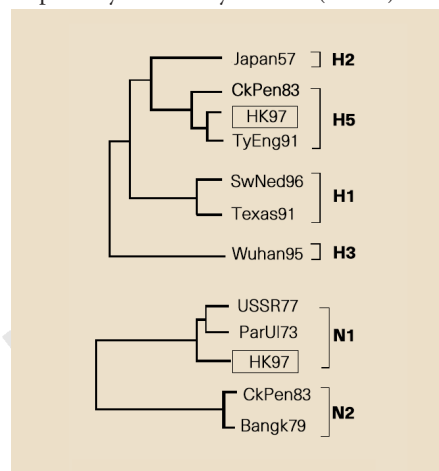 Japan57 H2
CkPen83
HK97 H5
TyEng91
SwNed96
H1
Texas91
Wuhan95 H3
USSR77
ParUl73 N1
HK97
CkPen83
N2
Bangk79